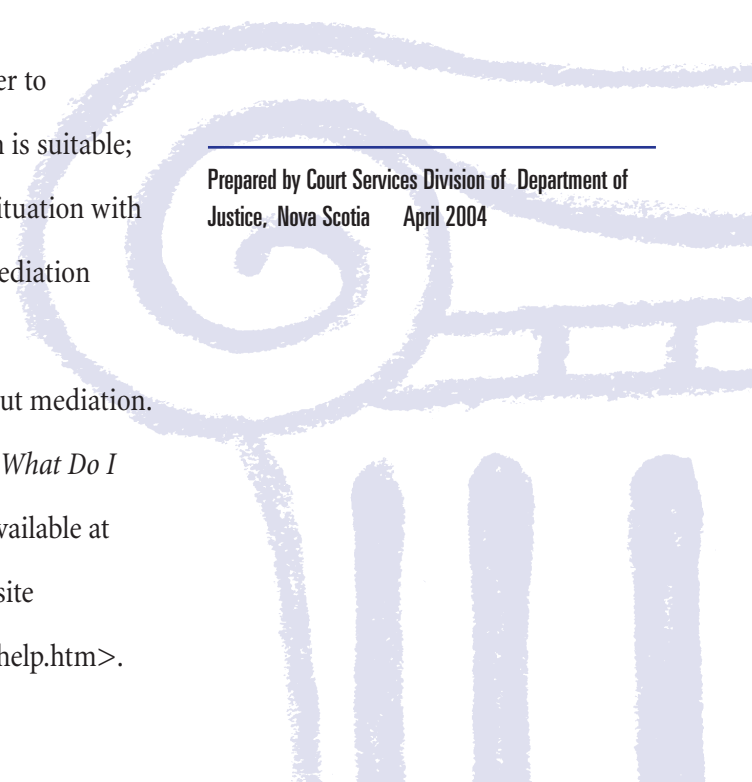 er to
is suitable;
ituation with
ediation
ut mediation.
What Do I
vailable at
site
help.htm>.
Prepared by Court Services Division of Department of
Justice, Nova Scotia April 2004